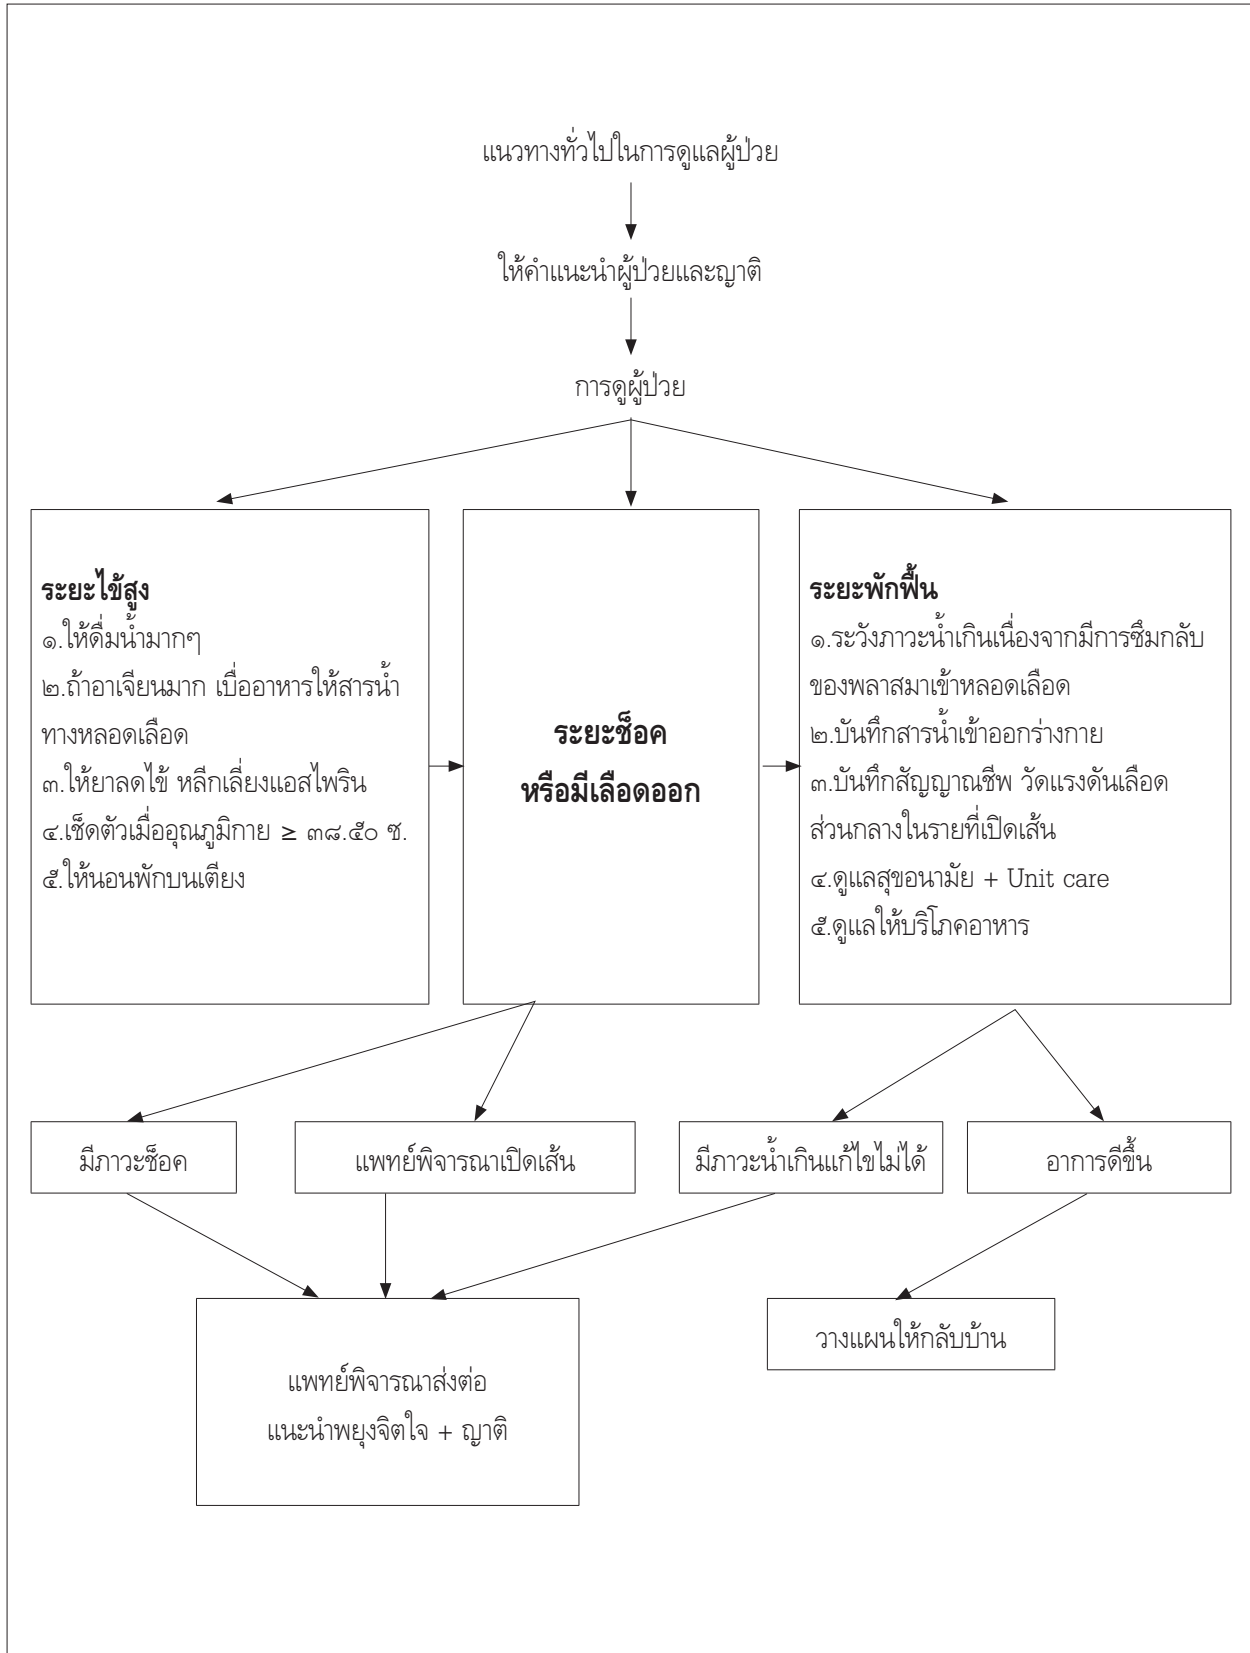 แนวทางทั่วไปในการดูแลผู้ป่วย
ให้คำแนะนำผู้ป่วยและญาติ
การดูผู้ป่วย
ระยะไข้สูง
๑.ให้ดื่มน้ำมากๆ
๒.ถ้าอาเจียนมาก เบื่ออาหารให้สารน้ำ
ทางหลอดเลือด
๓.ให้ยาลดไข้ หลีกเลี่ยงแอสไพริน
๔.เช็ดตัวเมื่ออุณภูมิกาย ≥ ๓๘.๕๐ ซ.
๕.ให้นอนพักบนเตียง
ระยะช็อค
หรือมีเลือดออก
ระยะพักฟื้น
๑.ระวังภาวะน้ำเกินเนื่องจากมีการซึมกลับ
ของพลาสมาเข้าหลอดเลือด
๒.บันทึกสารน้ำเข้าออกร่างกาย
๓.บันทึกสัญญาณชีพ วัดแรงดันเลือด
ส่วนกลางในรายที่เปิดเส้น
๔.ดูแลสุขอนามัย + Unit care
๕.ดูแลให้บริโภคอาหาร
มีภาวะช็อค
แพทย์พิจารณาเปิดเส้น
มีภาวะน้ำเกินแก้ไขไม่ได้
อาการดีขึ้น
แพทย์พิจารณาส่งต่อ
แนะนำพยุงจิตใจ + ญาติ
วางแผนให้กลับบ้าน